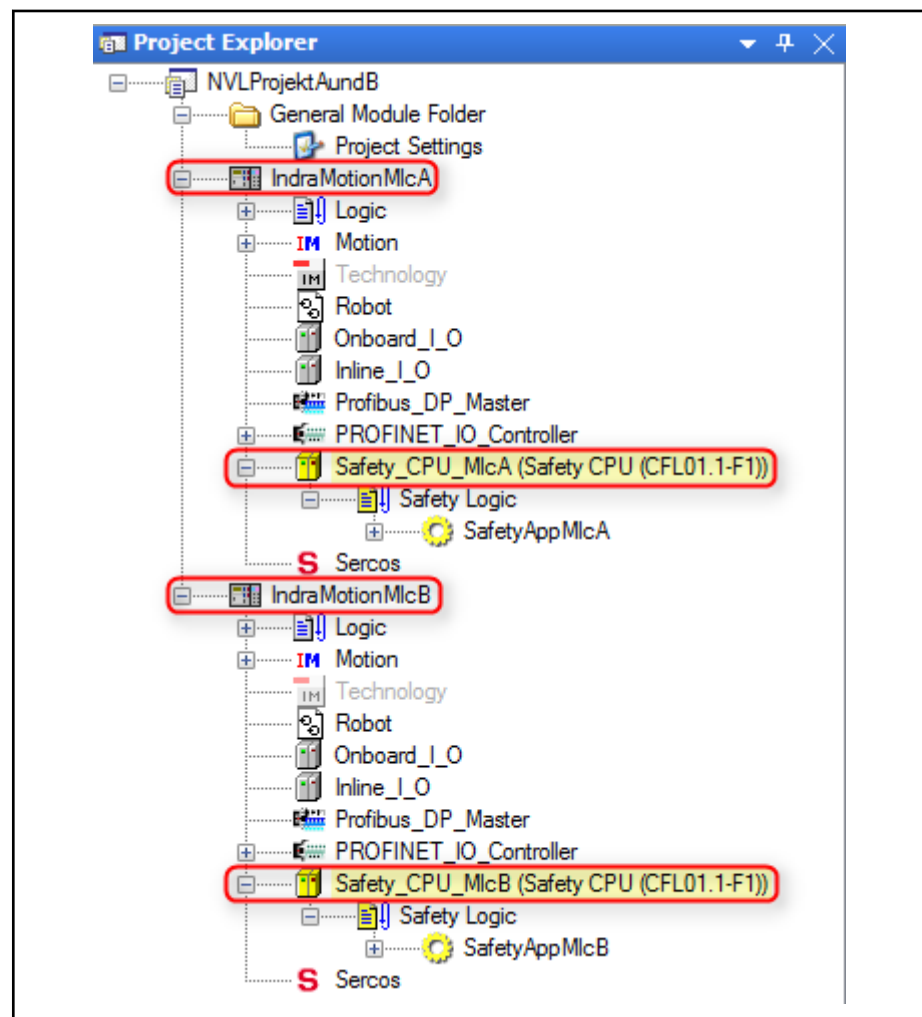 Project Explorer
NVLProjektAundB
General Module Folder
Project Settings
IndraMotionMlcA
Logic
IM Motion
IM Technology
Robot
Onboard_I_O
Inline_I_O
Profibus_DP_Master
PROFINET_IO_Controller
Safety_CPU_MlcA (Safety CPU (CFL01.1-F1))
Safety Logic
SafetyAppMlcA
S Sercos
IndraMotionMlcB
Logic
IM Motion
IM Technology
Robot
Onboard_I_O
Inline_I_O
Profibus_DP_Master
PROFINET_IO_Controller
Safety_CPU_MlcB (Safety CPU (CFL01.1-F1))
Safety Logic
SafetyAppMlcB
S Sercos